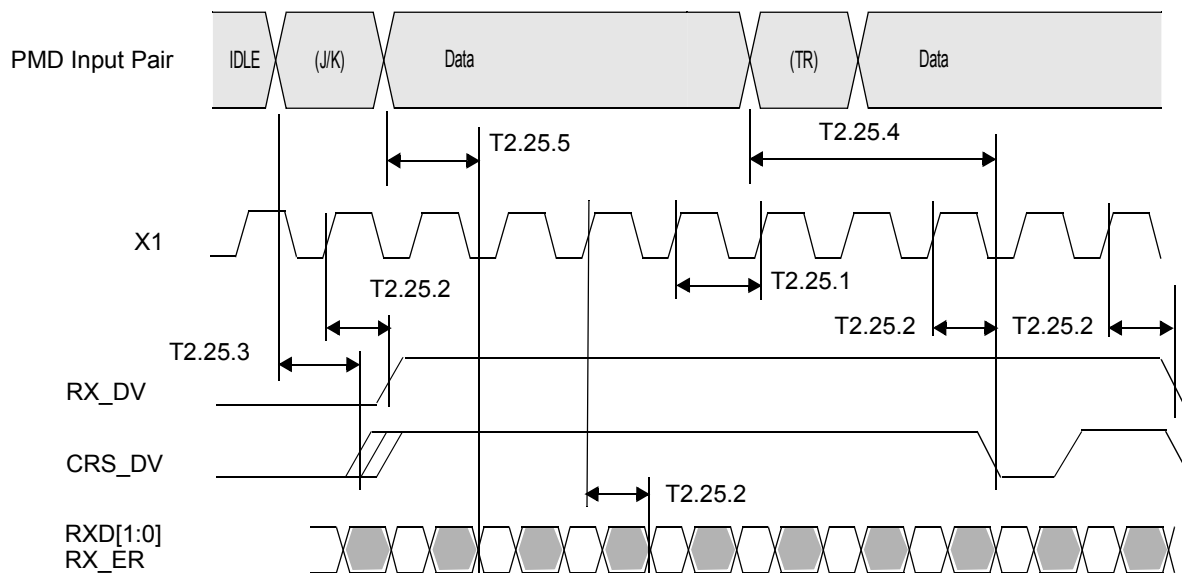 PMD Input Pair
IDLE
(J/K)
Data
(TR)
Data
T2.25.5
T2.25.4
X1
T2.25.2
T2.25.1
T2.25.2
T2.25.2
T2.25.3
RX_DV
CRS_DV
T2.25.2
RXD[1:0]
RX_ER